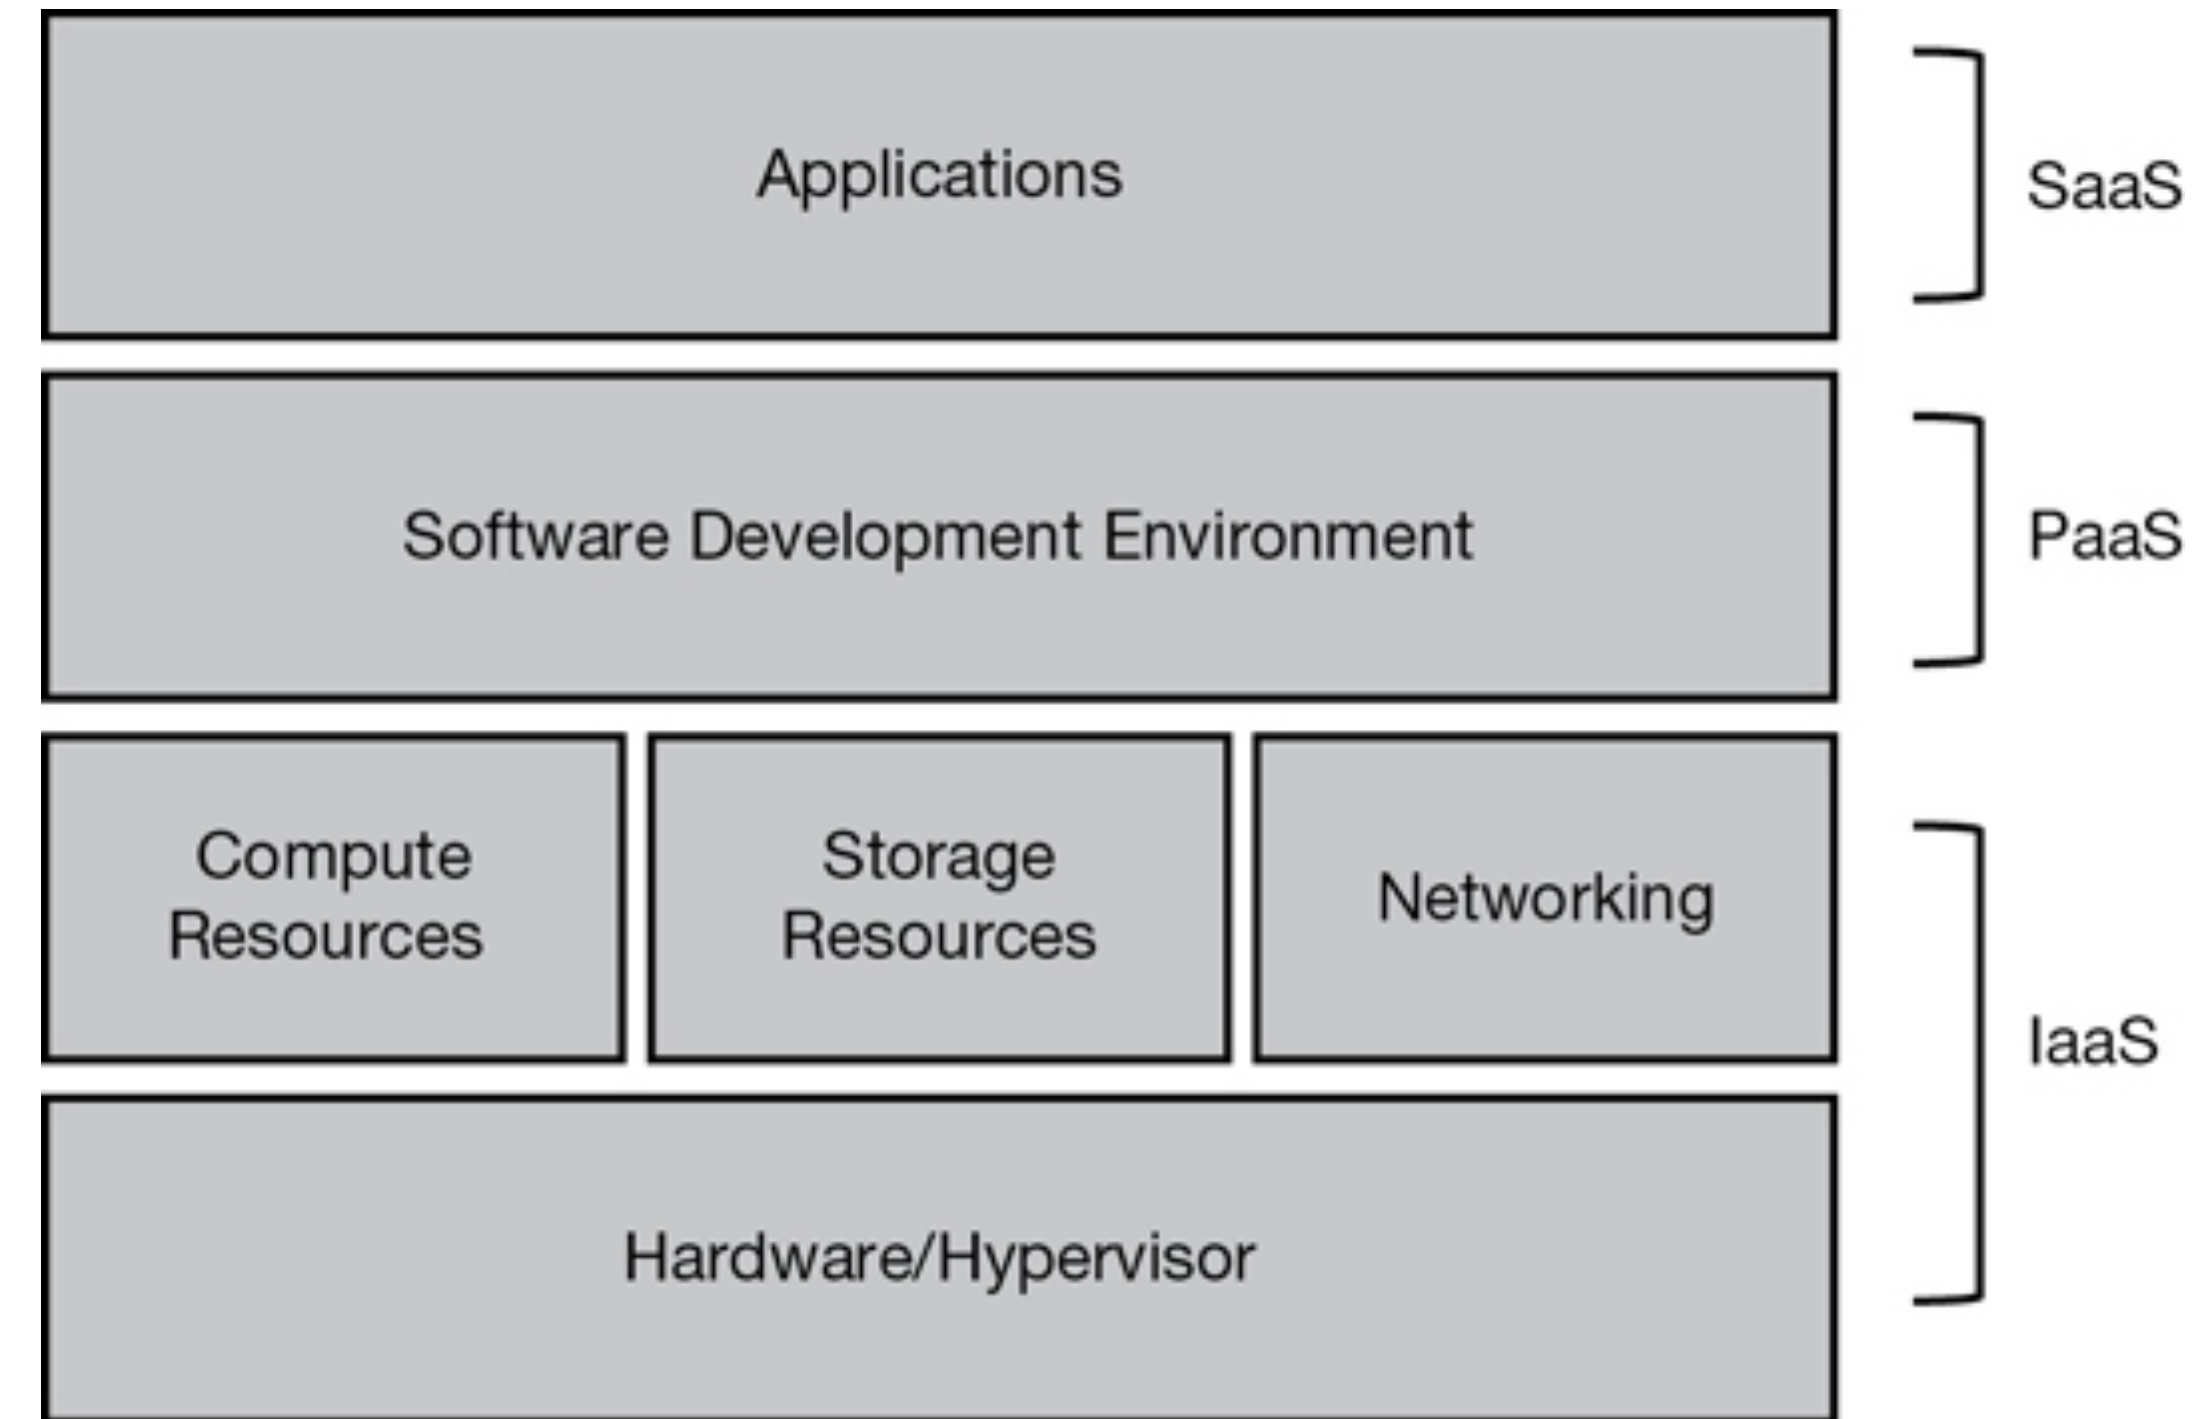 Applications
SaaS
Software Development Environment
PaaS
Compute
Resources
Storage
Resources
Networking
IaaS
Hardware/Hypervisor